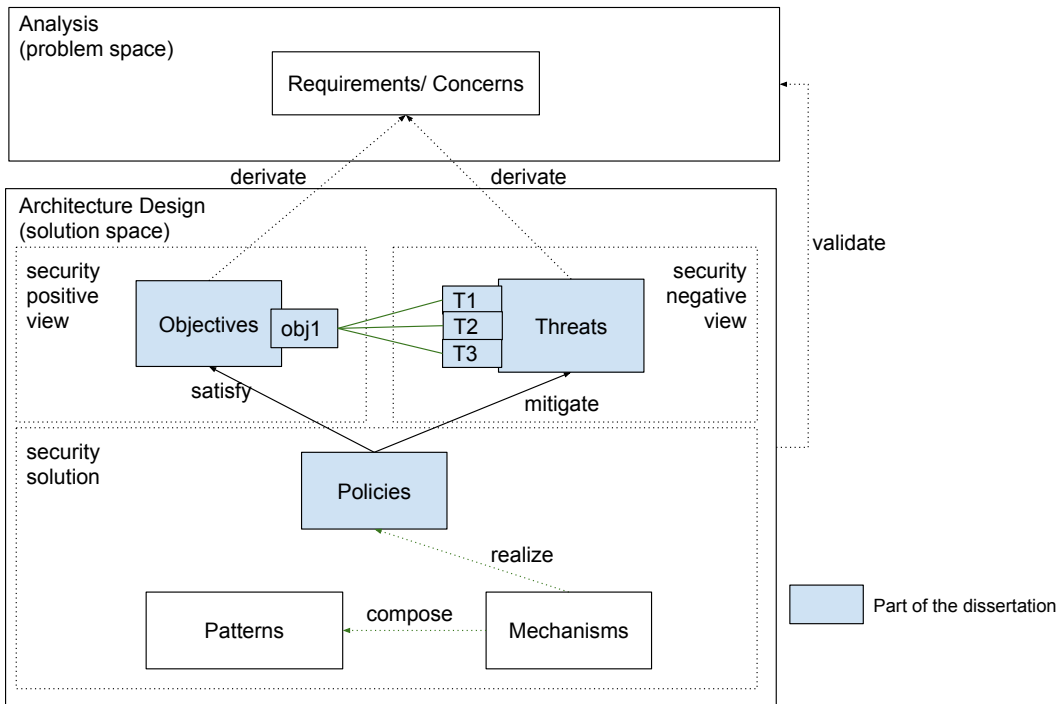 Analysis
(problem space)
Requirements/ Concerns
derivate
derivate
Architecture Design
(solution space)
validate
security
positive
view
security
negative
view
Objectives
obj1
T1
T2
T3
Threats
satisfy
mitigate
security
solution
Policies
realize
compose
Patterns
Mechanisms
Part of the dissertation